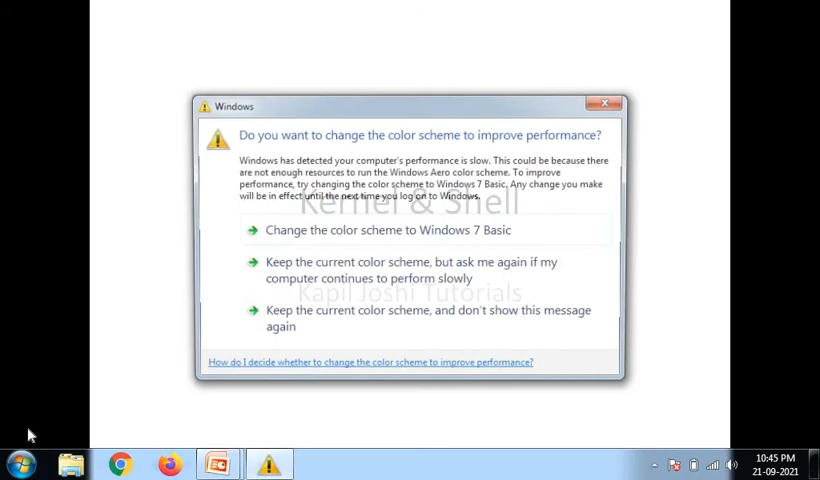 Windows
Do you want to change the color scheme to improve performance?
Windows has detected your computer's performance is slow. This could be because there
are not enough resources to run the Windows Aero color scheme. To improve
performance, try changing the color scheme to Windows 7 Basic. Any change you make
will be in effect until the next time you log on to Windows.
Kernel & Shell
Change the color scheme to Windows 7 Basic
Keep the current color scheme, but ask me again if my
computer continues to perform slowly
Kapil Joshi Tutorials
Keep the current color scheme, and don't show this message
again
How do I decide whether to change the color scheme to improve performance?
10:45 PM
21-09-2021